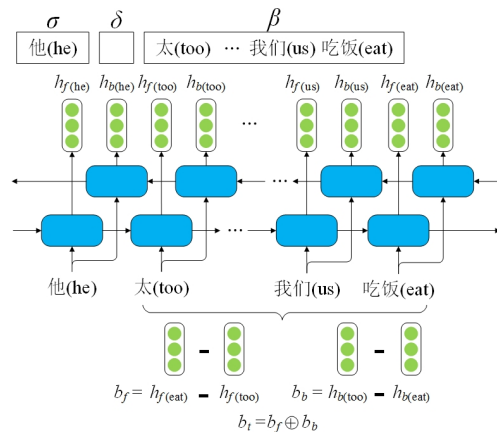 σ δ β
他(he) 太(too) … 我们(us) 吃饭(eat)
h_f(he) h_b(he) h_f(too) h_b(too) h_f(us) h_b(us) h_f(eat) h_b(eat)
…
…
…
他(he) 太(too) 我们(us) 吃饭(eat)
- -
b_f = h_f(eat) - h_f(too) b_b = h_b(too) - h_b(eat)
b_t = b_f ⊕ b_b